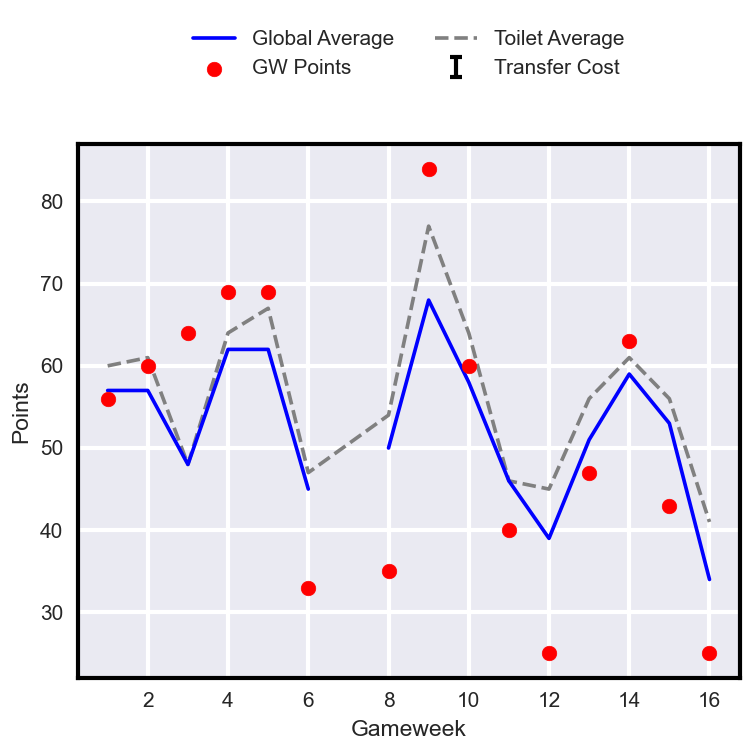 Global Average
Toilet Average
GW Points
Transfer Cost
80
70
60
50
40
30
Points
2 4 6 8 10 12 14 16
Gameweek